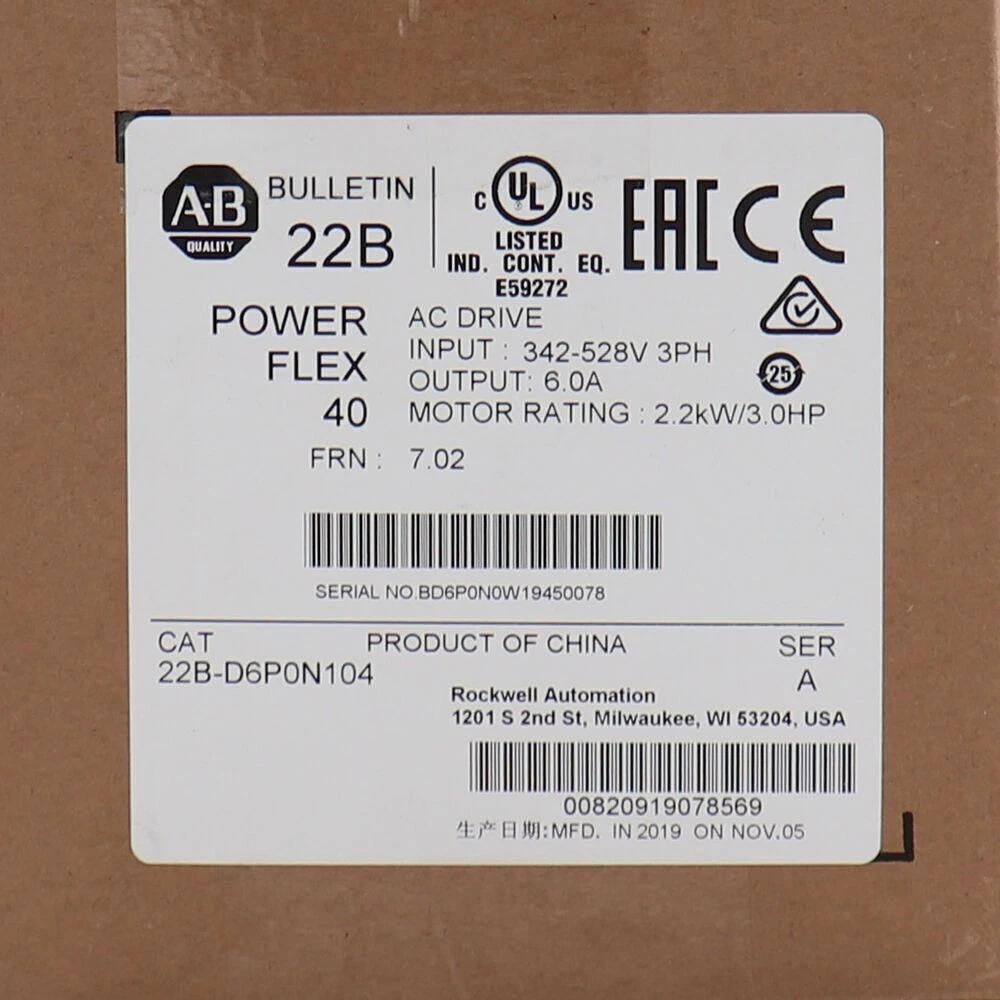 A-B
QUALITY
BULLETIN
22B
C UL US
LISTED
IND. CONT. EQ.
E59272
EAC CE
POWER
FLEX
40
AC DRIVE
INPUT : 342-528V 3PH
OUTPUT: 6.0A
MOTOR RATING : 2.2kW/3.0HP
25
FRN : 7.02
SERIAL NO.BD6P0N0W19450078
CAT
22B-D6P0N104
PRODUCT OF CHINA
SER
A
Rockwell Automation
1201 S 2nd St, Milwaukee, WI 53204, USA
00820919078569
生产日期:MFD. IN 2019 ON NOV.05